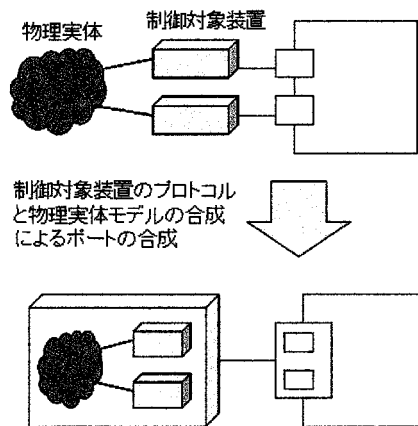 物理実体
制御対象装置
制御対象装置のプロトコル
と物理実体モデルの合成
によるポートの合成